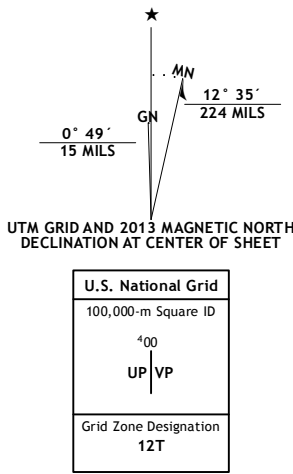 ★
MN
GN
12° 35´
224 MILS
0° 49´
15 MILS
UTM GRID AND 2013 MAGNETIC NORTH
DECLINATION AT CENTER OF SHEET
U.S. National Grid
100,000-m Square ID
⁴00
UP VP
Grid Zone Designation
12T